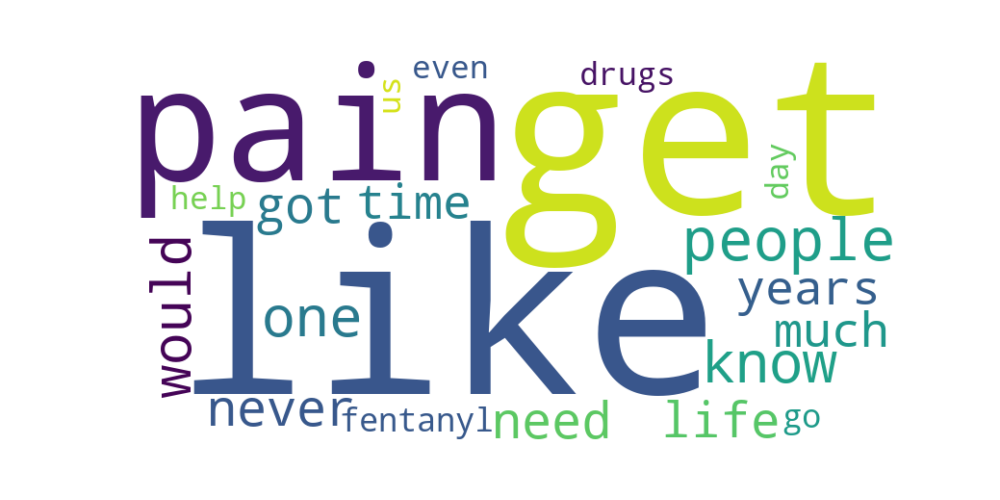 even
drugs
us
pain
get
day
help
got
time
people
would
like
one
years
much
know
never
fentanyl
need
life
go